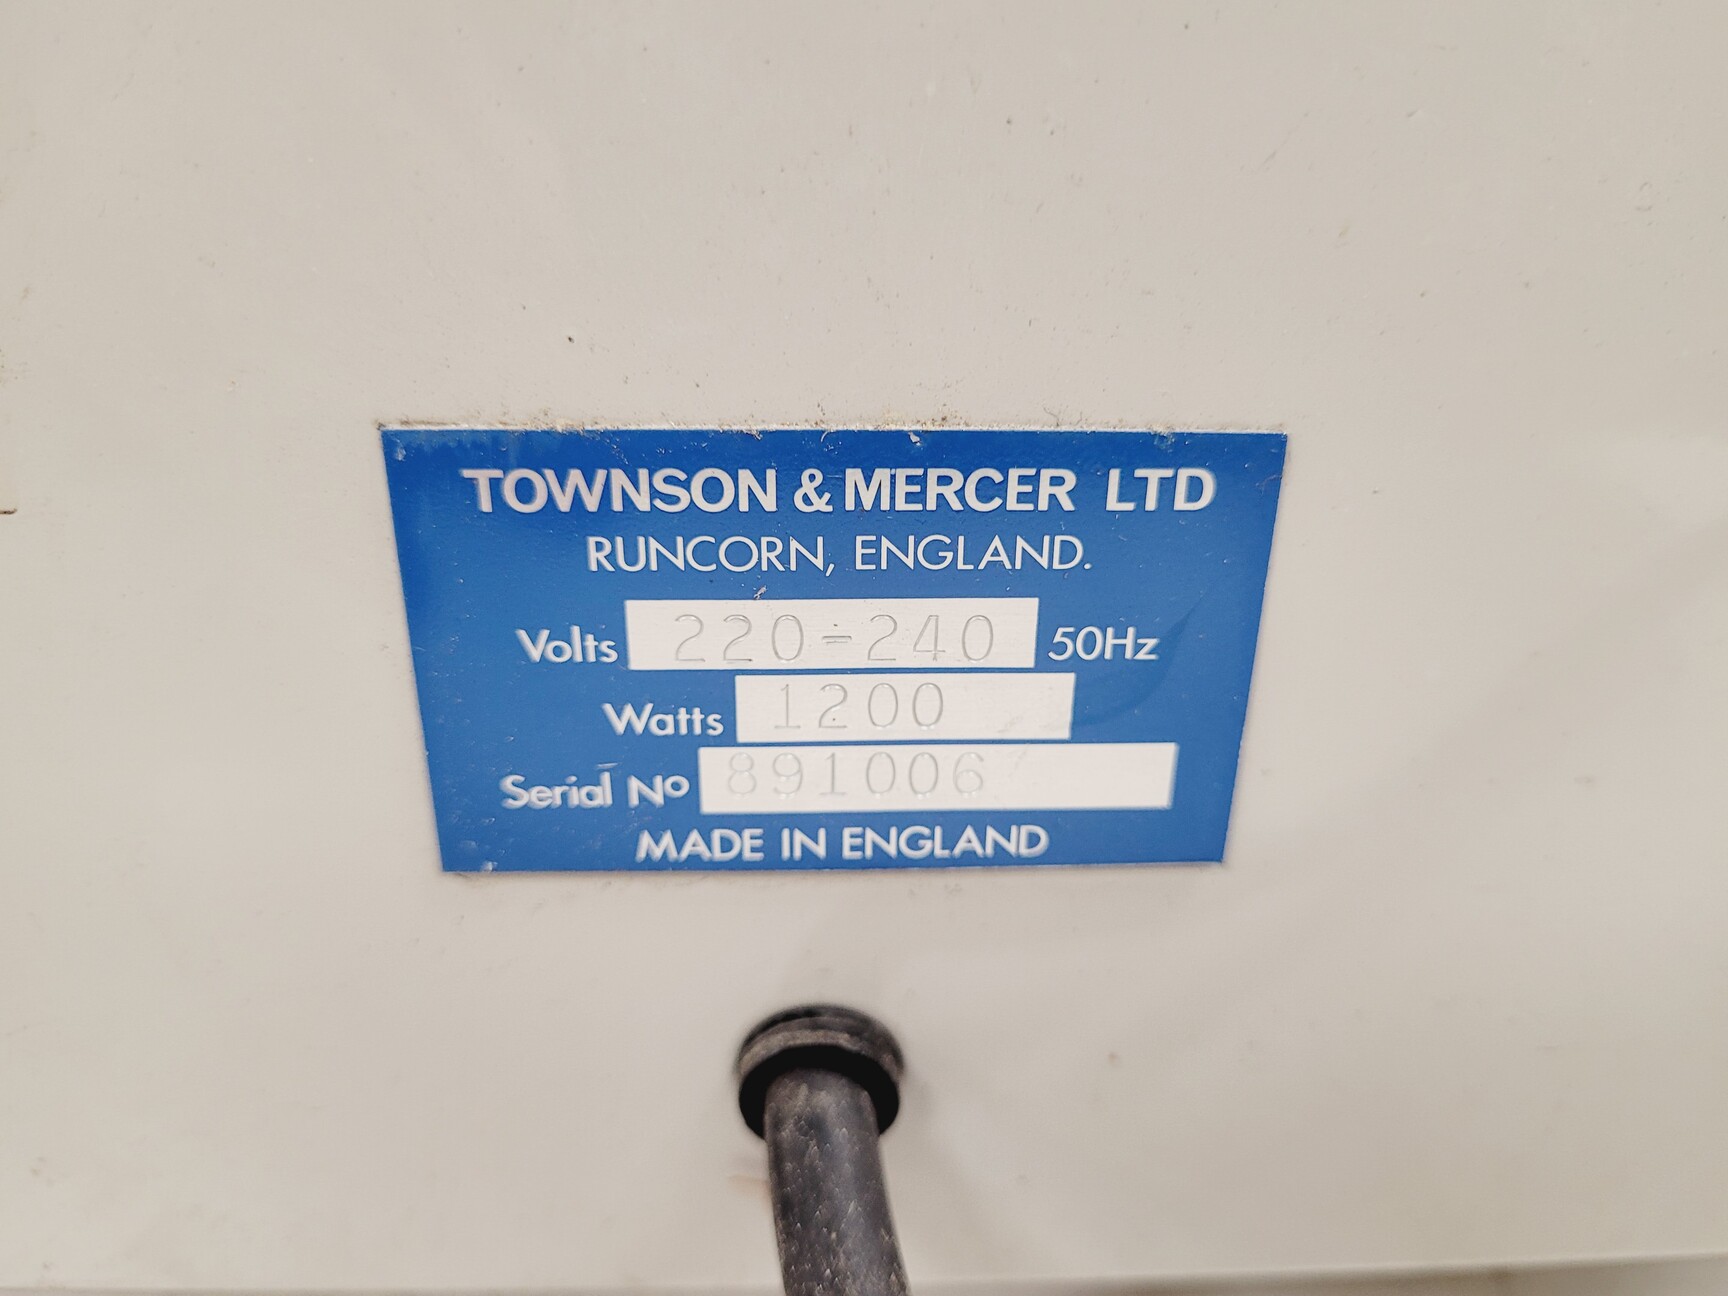 TOWNSON & MERCER LTD
RUNCORN, ENGLAND.
Volts 220-240 50Hz
Watts 1200
Serial Nº 891006
MADE IN ENGLAND